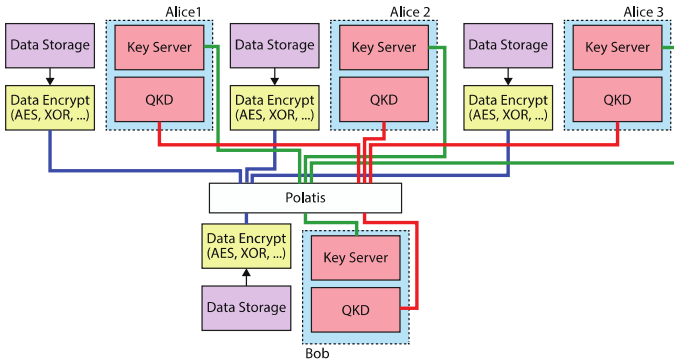 Alice1
Alice 2
Alice 3
Data Storage
Key Server
Data Storage
Key Server
Data Storage
Key Server
Data Encrypt
(AES, XOR, ...)
QKD
Data Encrypt
(AES, XOR, ...)
QKD
Data Encrypt
(AES, XOR, ...)
QKD
Polatis
Data Encrypt
(AES, XOR, ...)
Key Server
Data Storage
QKD
Bob